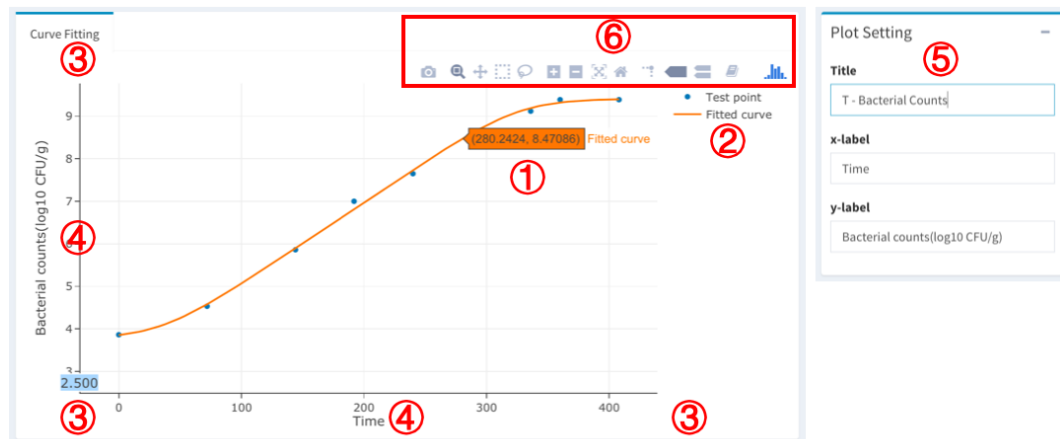 Curve Fitting
③
⑥
9
8
7
6
5
4
3
2.500
Bacterial counts(log10 CFU/g)
④
Test point
Fitted curve
②
(280.2424, 8.47086) Fitted curve
①
0 100 200 300 400
③ Time ④ ③
Plot Setting −
⑤
Title
T - Bacterial Counts
x-label
Time
y-label
Bacterial counts(log10 CFU/g)